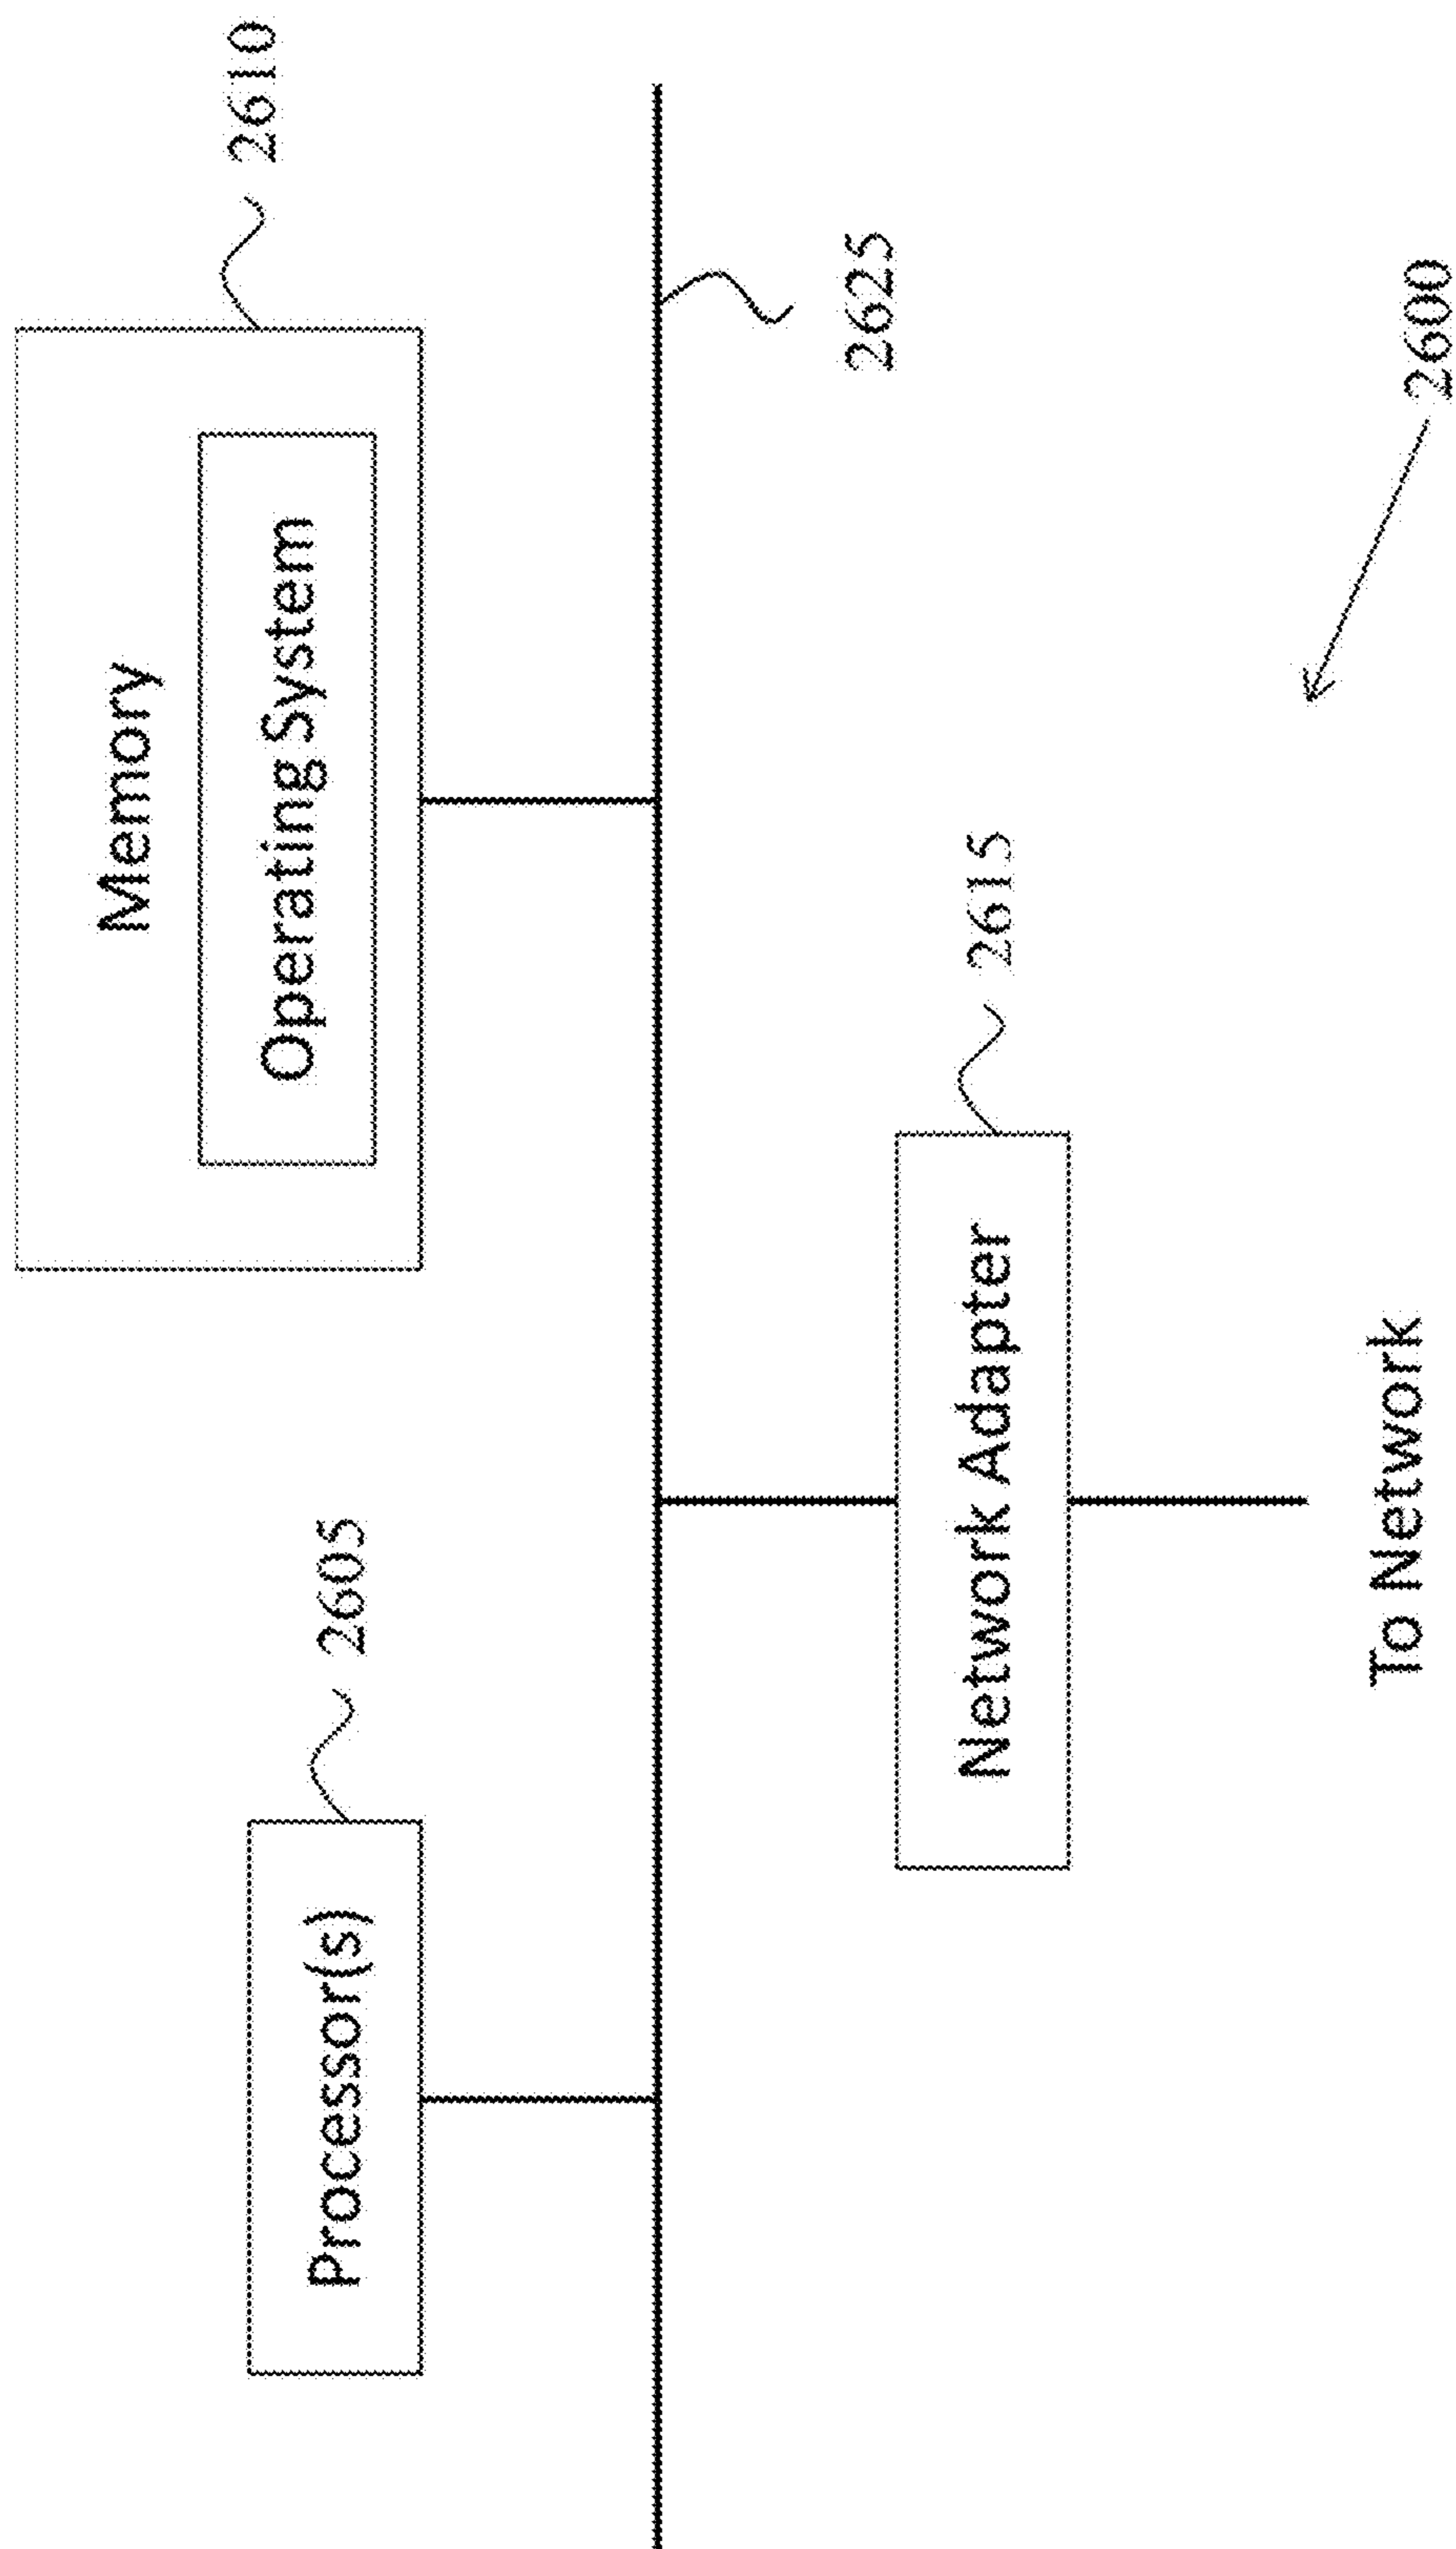 Memory
2610
Operating System
Processor(s)
2605
2625
Network Adapter
2615
To Network
2600